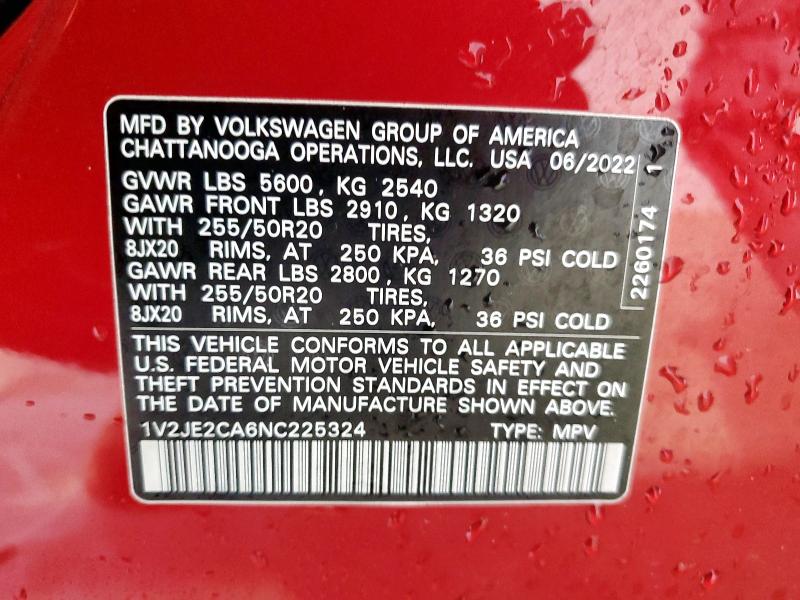 MFD BY VOLKSWAGEN GROUP OF AMERICA
CHATTANOOGA OPERATIONS, LLC. USA 06/2022
GVWR LBS 5600, KG 2540
GAWR FRONT LBS 2910, KG 1320
WITH 255/50R20 TIRES,
8JX20 RIMS, AT 250 KPA, 36 PSI COLD
GAWR REAR LBS 2800, KG 1270
WITH 255/50R20 TIRES,
8JX20 RIMS, AT 250 KPA, 36 PSI COLD
2260174 1
THIS VEHICLE CONFORMS TO ALL APPLICABLE
U.S. FEDERAL MOTOR VEHICLE SAFETY AND
THEFT PREVENTION STANDARDS IN EFFECT ON
THE DATE OF MANUFACTURE SHOWN ABOVE.
1V2JE2CA6NC225324 TYPE: MPV